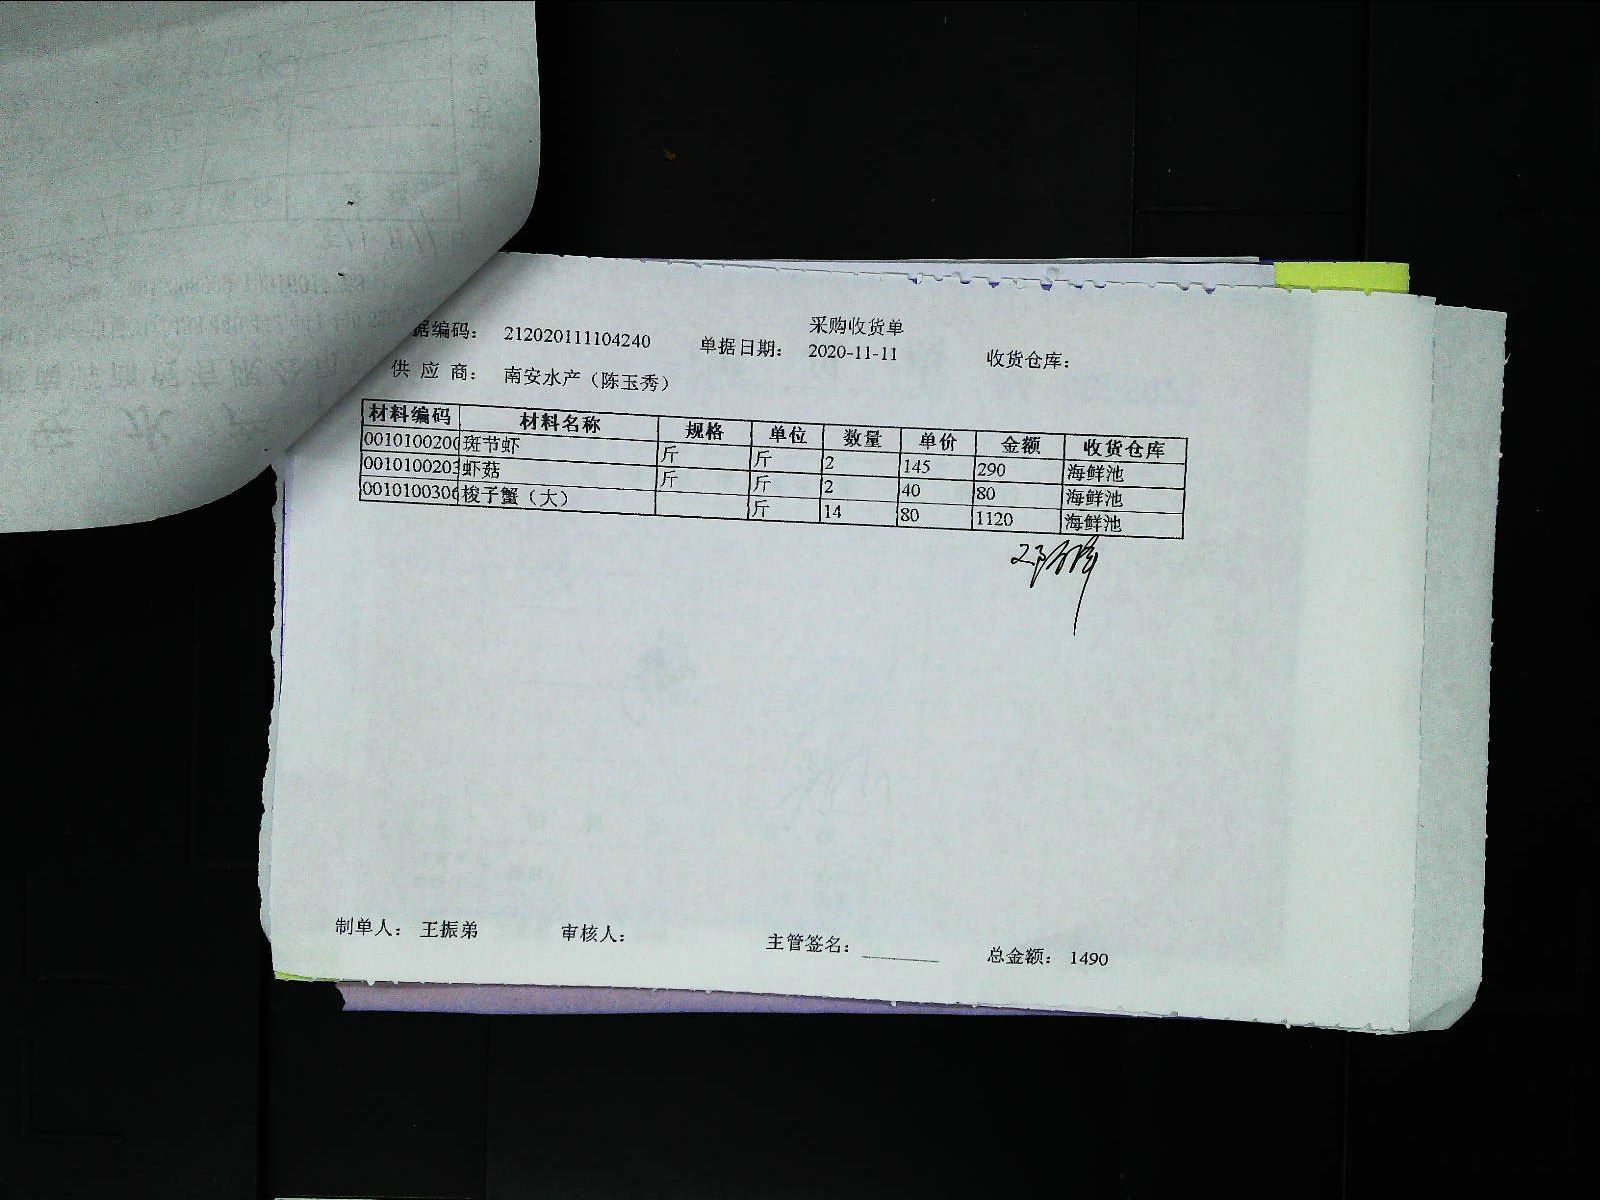 采购收货单
据编码： 212020111104240 单据日期： 2020-11-11 收货仓库：
供 应 商： 南安水产（陈玉秀）
材料编码 材料名称 规格 单位 数量 单价 金额 收货仓库
001010020 斑节虾 斤 斤 2 145 290 海鲜池
001010020 虾菇 斤 斤 2 40 80 海鲜池
001010030 梭子蟹（大） 斤 14 80 1120 海鲜池
制单人： 王振弟 审核人： 主管签名： 总金额： 1490